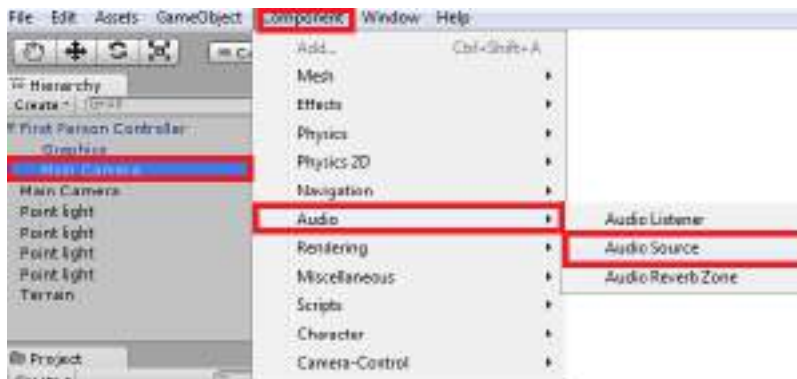 File Edit Assets GameObject Component Window Help
Hierarchy
Create
First Person Controller
Graphics
Main Camera
Main Camera
Point light
Point light
Point light
Point light
Terrain
Project
Add... Ctrl+Shift+A
Mesh
Effects
Physics
Physics 2D
Navigation
Audio
Rendering
Miscellaneous
Scripts
Character
Camera-Control
Audio Listener
Audio Source
Audio Reverb Zone